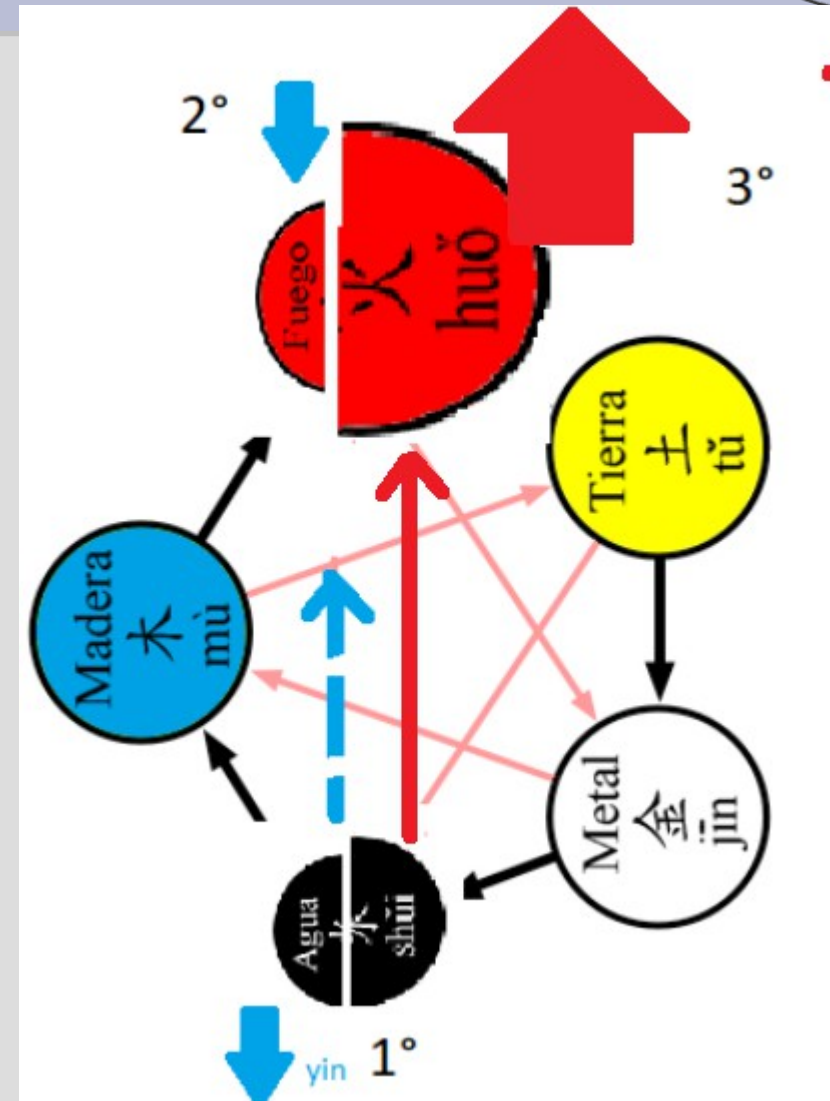 2°
3°
Fuego
火
huǒ
Tierra
土
tǔ
Madera
木
mù
Metal
金
jīn
Agua
水
shuǐ
yin
1°